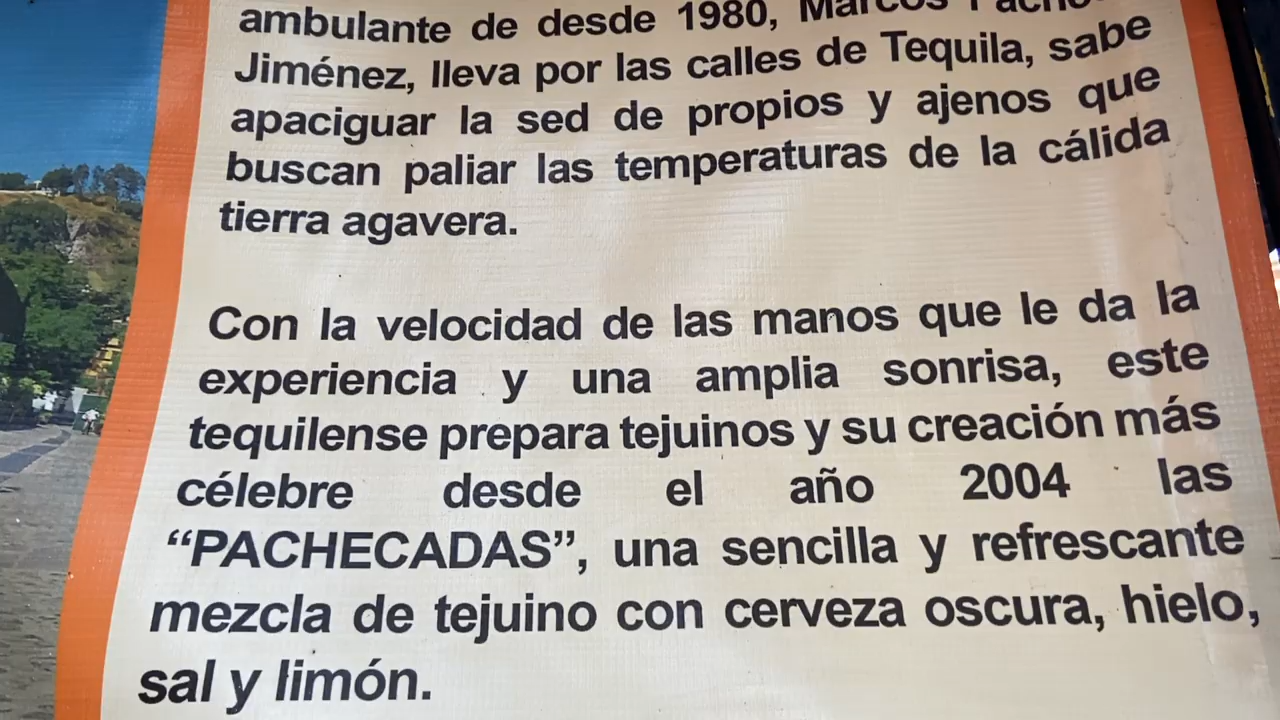 ambulante de desde 1980, Marcos
Jiménez, lleva por las calles de Tequila, sabe
apaciguar la sed de propios y ajenos que
buscan paliar las temperaturas de la cálida
tierra agavera.
Con la velocidad de las manos que le da la
experiencia y una amplia sonrisa, este
tequilense prepara tejuinos y su creación más
célebre desde el año 2004 las
“PACHECADAS”, una sencilla y refrescante
mezcla de tejuino con cerveza oscura, hielo,
sal y limón.